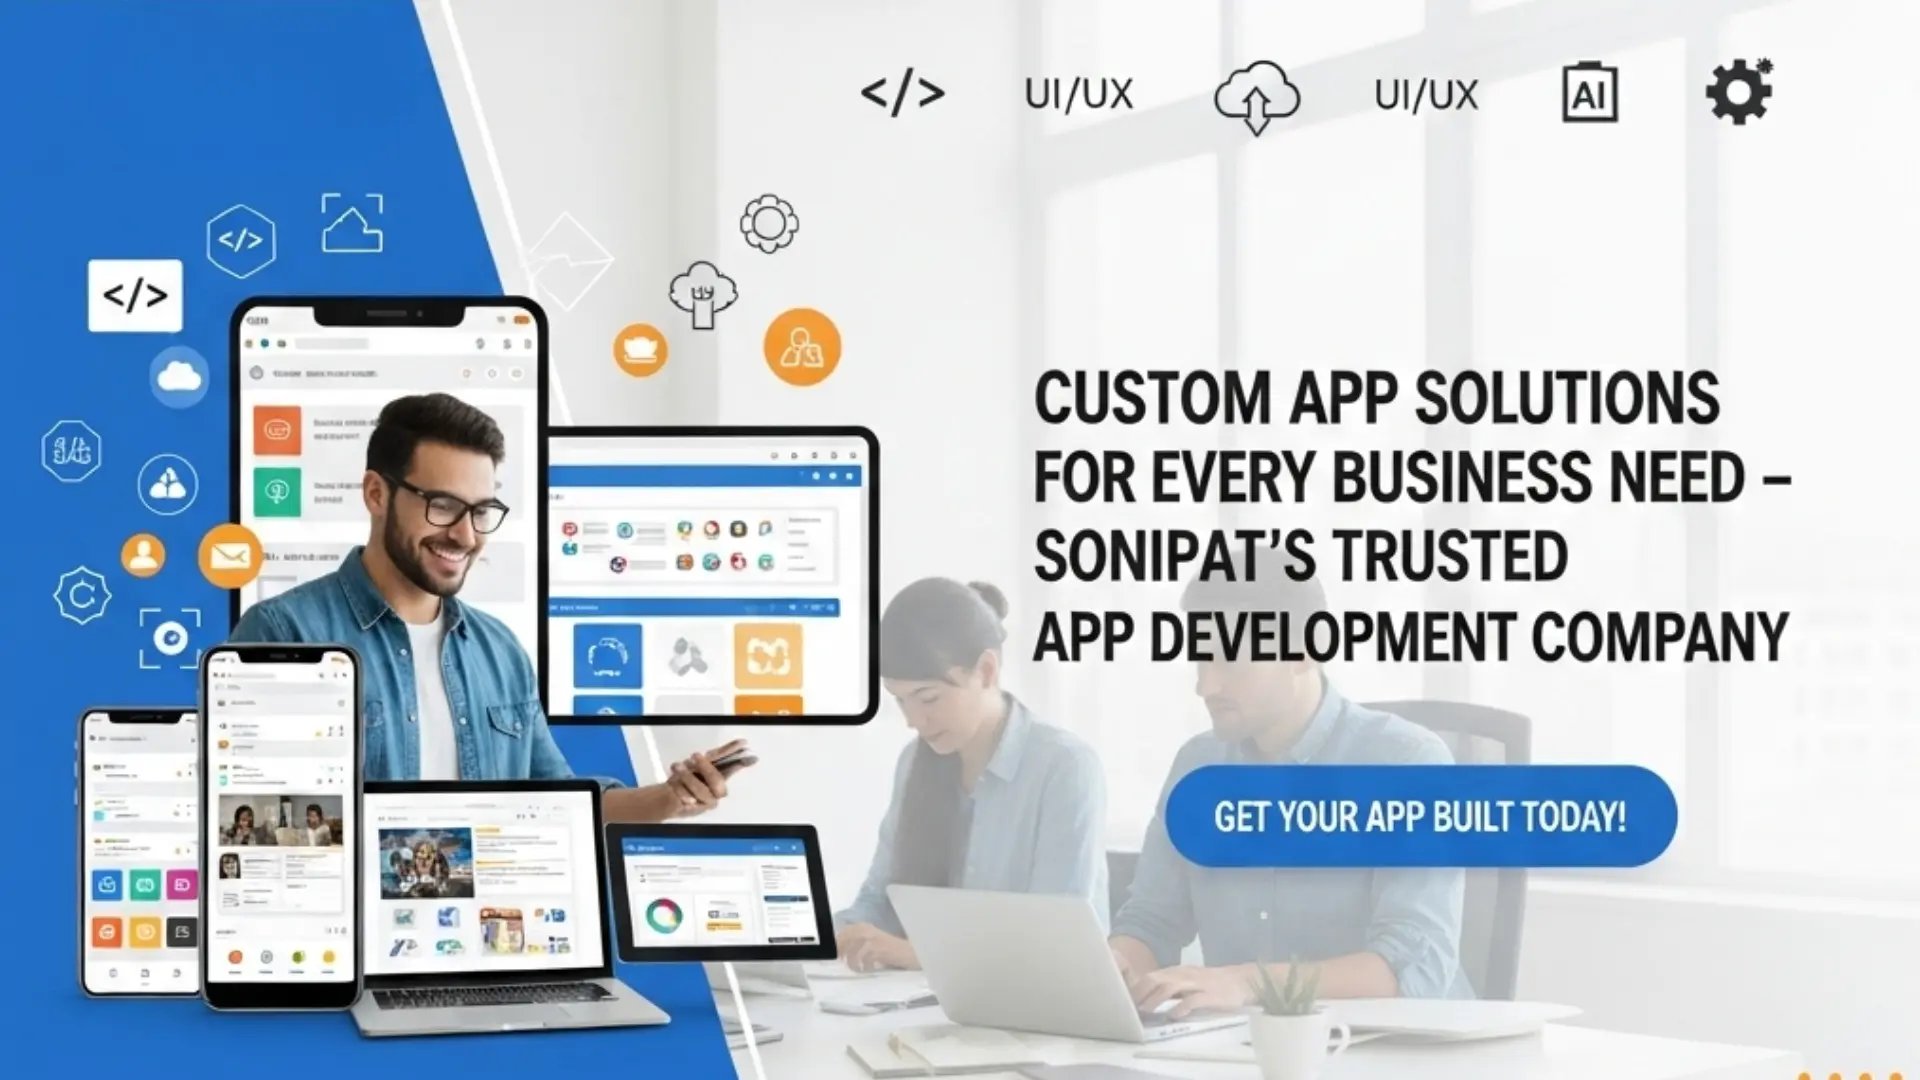 </> UI/UX UI/UX AI
</>
</>
CUSTOM APP SOLUTIONS
FOR EVERY BUSINESS NEED –
SONIPAT’S TRUSTED
APP DEVELOPMENT COMPANY
GET YOUR APP BUILT TODAY!